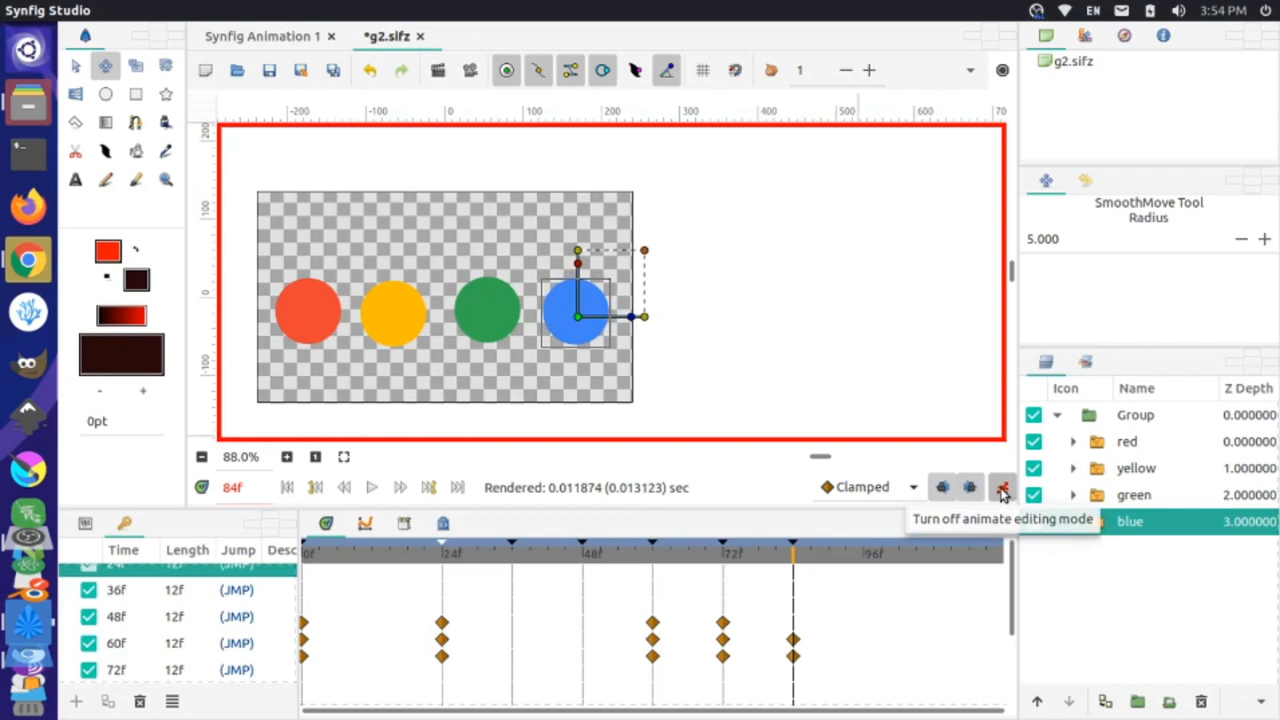 Synfig Studio
EN
3:54 PM
Synfig Animation 1
*g2.sifz
1
g2.sifz
-200
-100
0
100
200
300
400
500
600
70
200
100
0
-100
SmoothMove Tool
Radius
5.000
Icon
Name
Z Depth
Group
0.000000
red
0.000000
yellow
1.000000
green
2.000000
blue
3.000000
0pt
88.0%
84f
Rendered: 0.011874 (0.013123) sec
Clamped
Turn off animate editing mode
Time
Length
Jump
Desc
0f
24f
48f
72f
96f
24f
12f
(JMP)
36f
12f
(JMP)
48f
12f
(JMP)
60f
12f
(JMP)
72f
12f
(JMP)